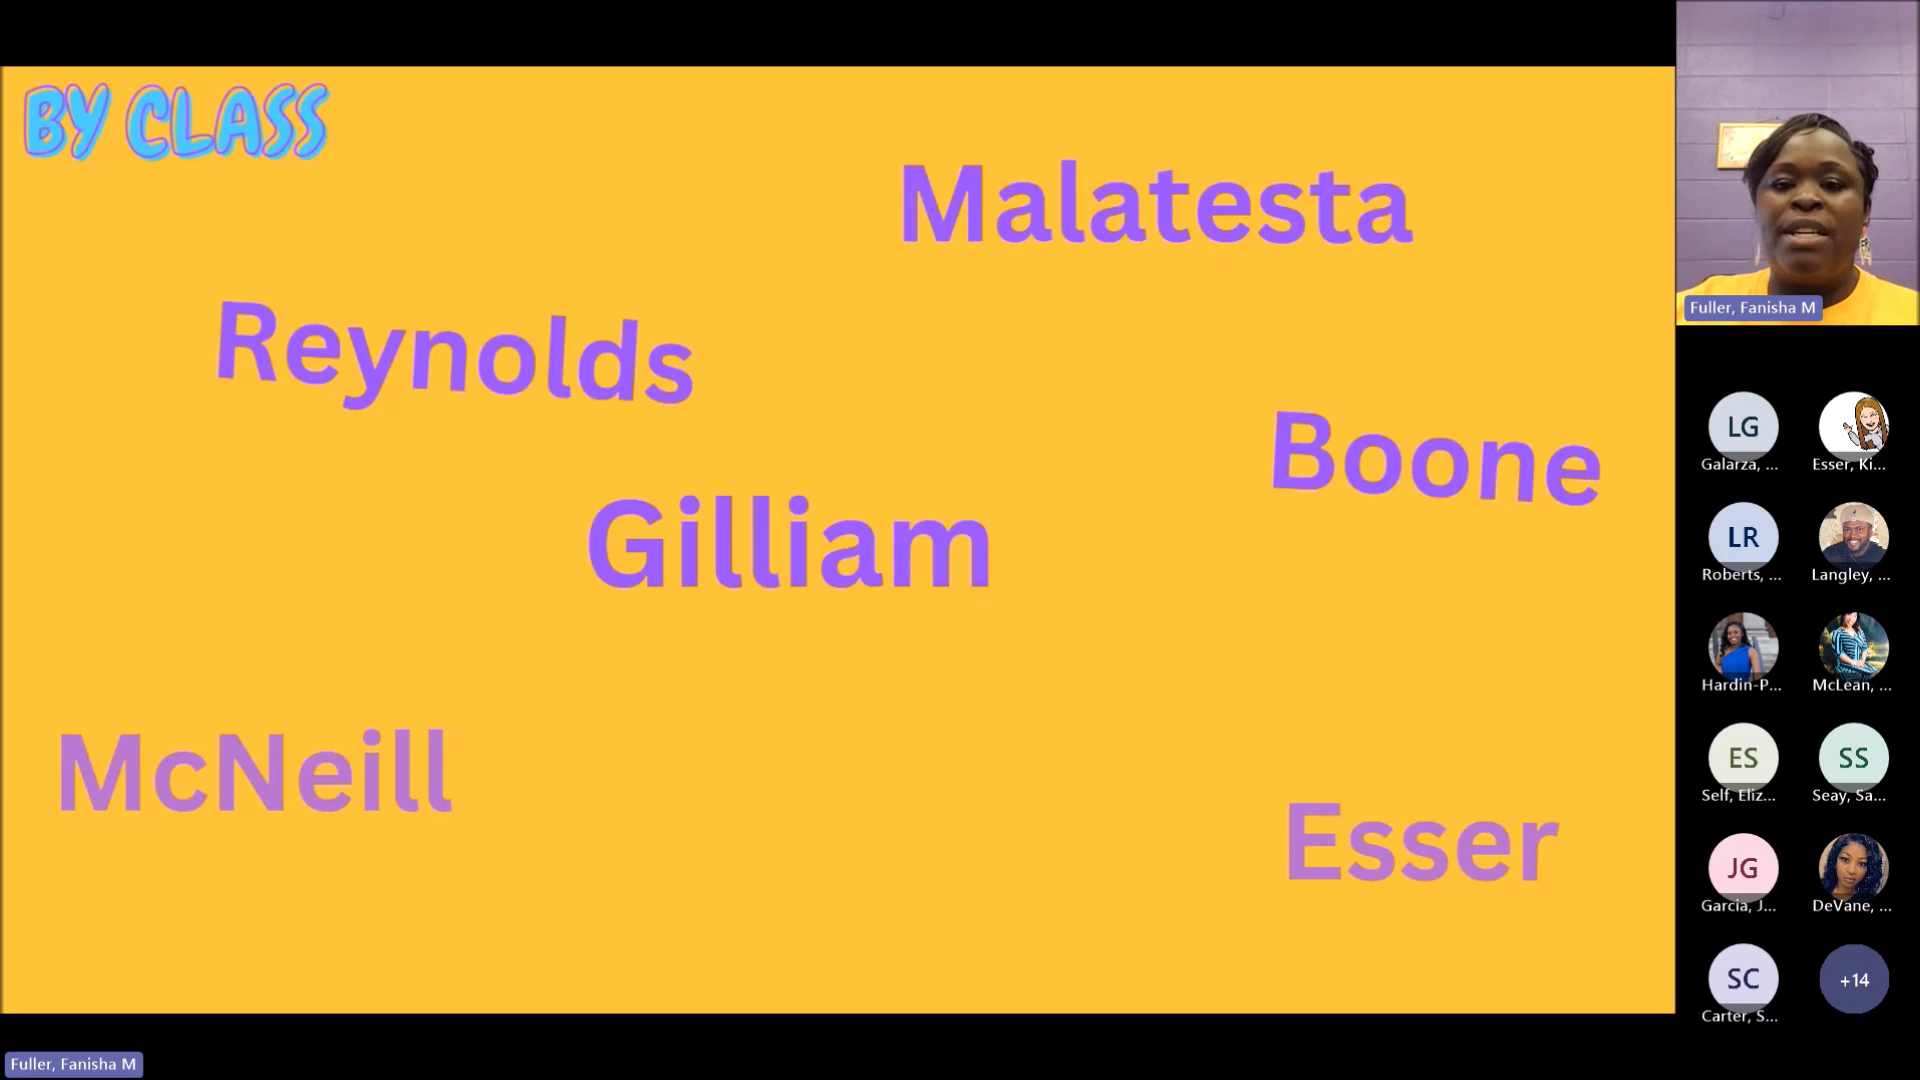 BY CLASS
Malatesta
Reynolds
Boone
Gilliam
McNeill
Esser
Fuller, Fanisha M
LG
Galarza, ...
Esser, Ki...
LR
Roberts, ...
Langley, ...
Hardin-P...
McLean, ...
ES
Self, Eliz...
SS
Seay, Sa...
JG
Garcia, J...
DeVane, ...
SC
Carter, S...
+14
Fuller, Fanisha M